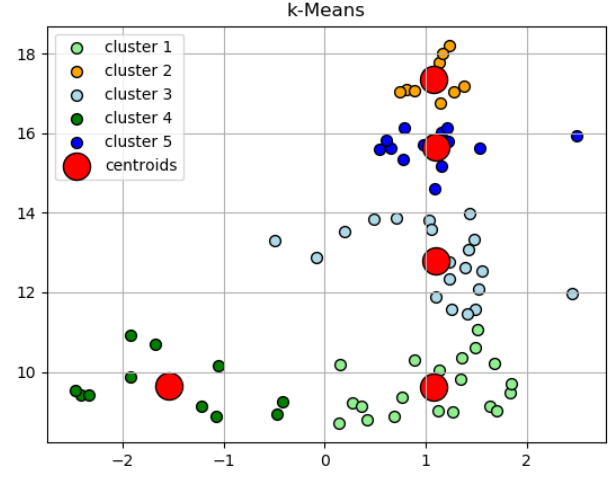 k-Means
cluster 1
cluster 2
cluster 3
cluster 4
cluster 5
centroids
18
16
14
12
10
−2 −1 0 1 2